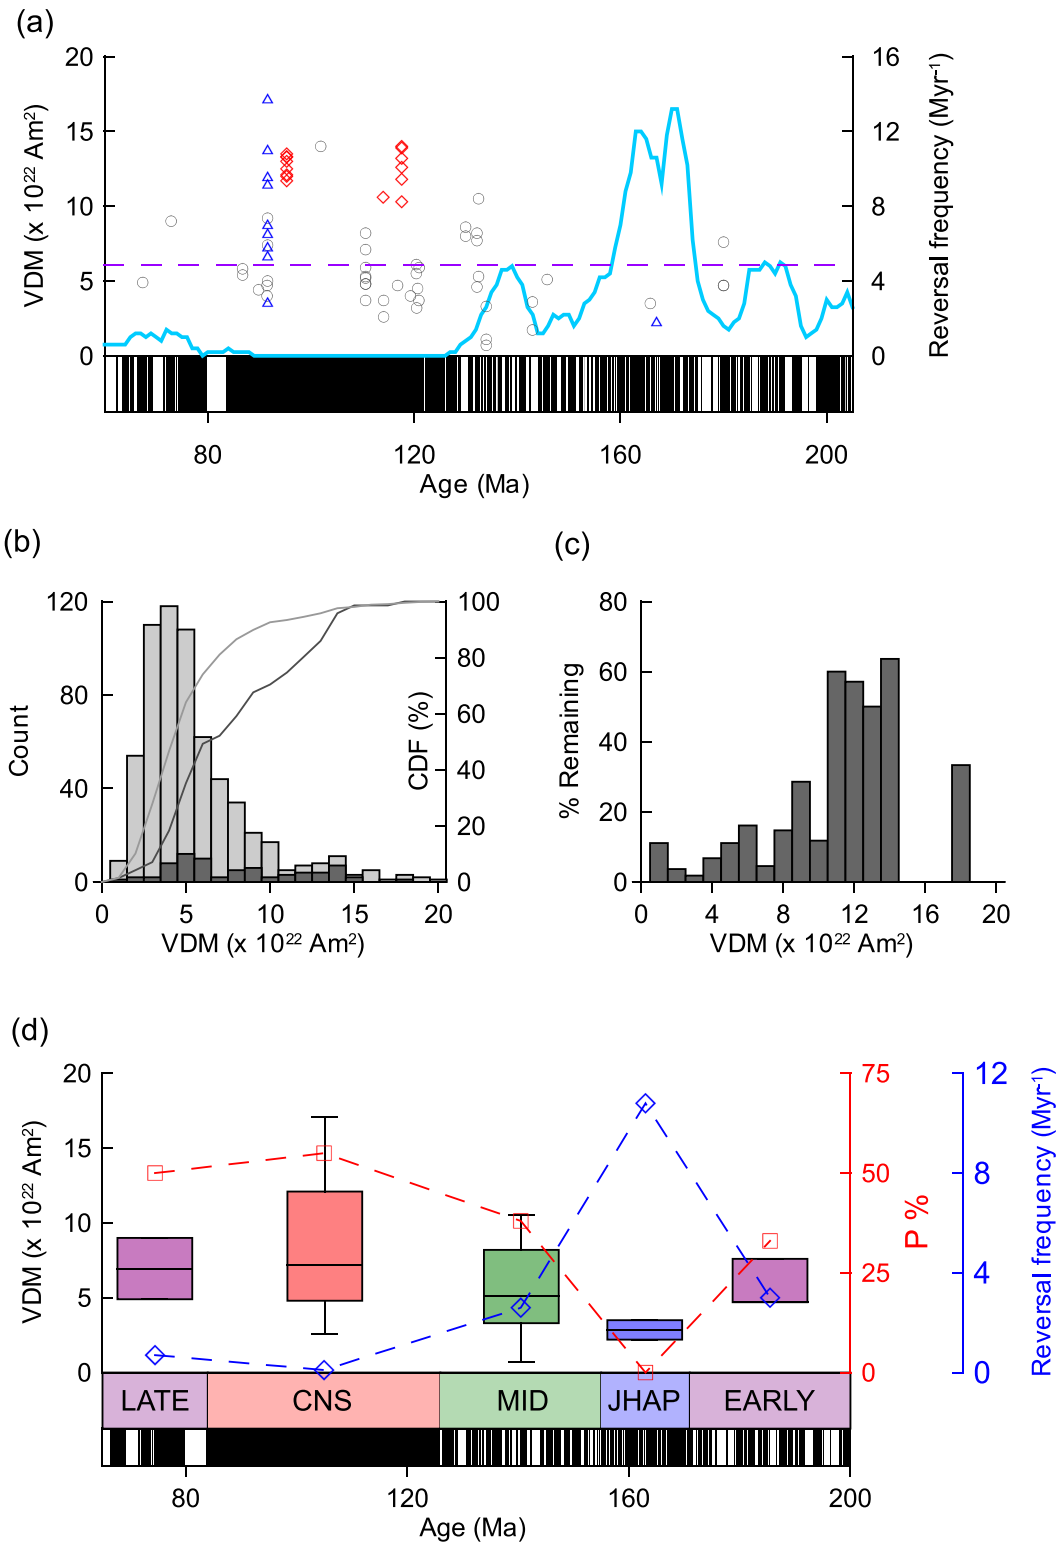 (a)
20 16
15 12
10 8
5 4
0 0
VDM (x 10²² Am²)
Reversal frequency (Myr⁻¹)
80 120 160 200
Age (Ma)
(b)
120 100
80
80 60
40
40
20
0 0
Count
CDF (%)
0 5 10 15 20
VDM (x 10²² Am²)
(c)
80
60
40
20
0
% Remaining
0 4 8 12 16 20
VDM (x 10²² Am²)
(d)
20 75 12
15
50 8
10
25 4
5
0 0 0
VDM (x 10²² Am²)
P %
Reversal frequency (Myr⁻¹)
LATE CNS MID JHAP EARLY
80 120 160 200
Age (Ma)